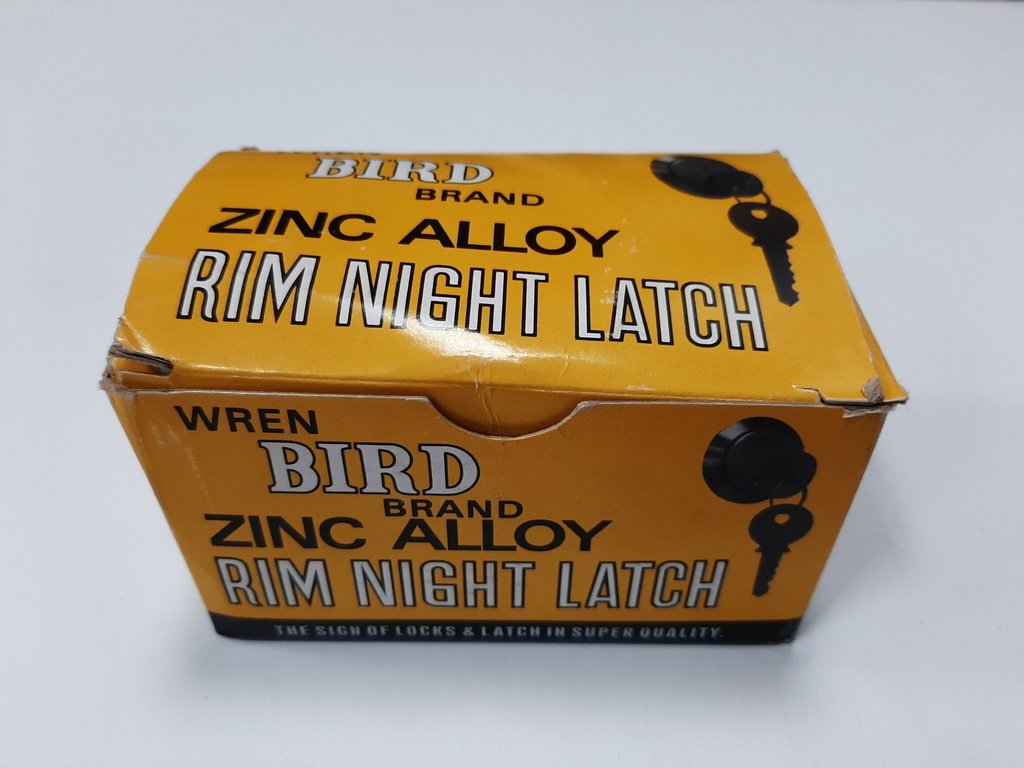 BIRD
BRAND
ZINC ALLOY
RIM NIGHT LATCH
WREN
BIRD
BRAND
ZINC ALLOY
RIM NIGHT LATCH
THE SIGN OF LOCKS & LATCH IN SUPER QUALITY.